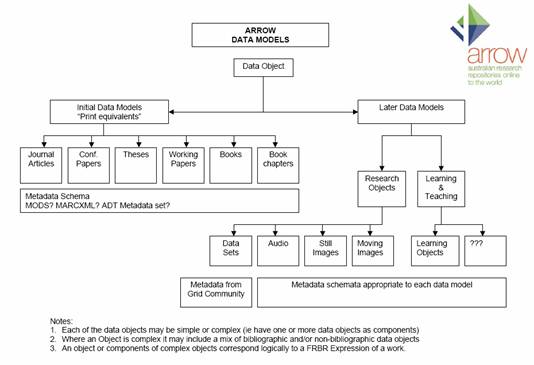 ARROW
DATA MODELS
arrow
australian research
repositories online
to the world
Data Object
Initial Data Models
"Print equivalents"
Later Data Models
Journal
Articles
Conf.
Papers
Theses
Working
Papers
Books
Book
chapters
Research
Objects
Learning
&
Teaching
Metadata Schema
MODS? MARCXML? ADT Metadata set?
Data
Sets
Audio
Still
Images
Moving
Images
Learning
Objects
???
Metadata from
Grid Community
Metadata schemata appropriate to each data model
Notes:
1. Each of the data objects may be simple or complex (ie have one or more data objects as components)
2. Where an Object is complex it may include a mix of bibliographic and/or non-bibliographic data objects
3. An object or components of complex objects correspond logically to a FRBR Expression of a work.